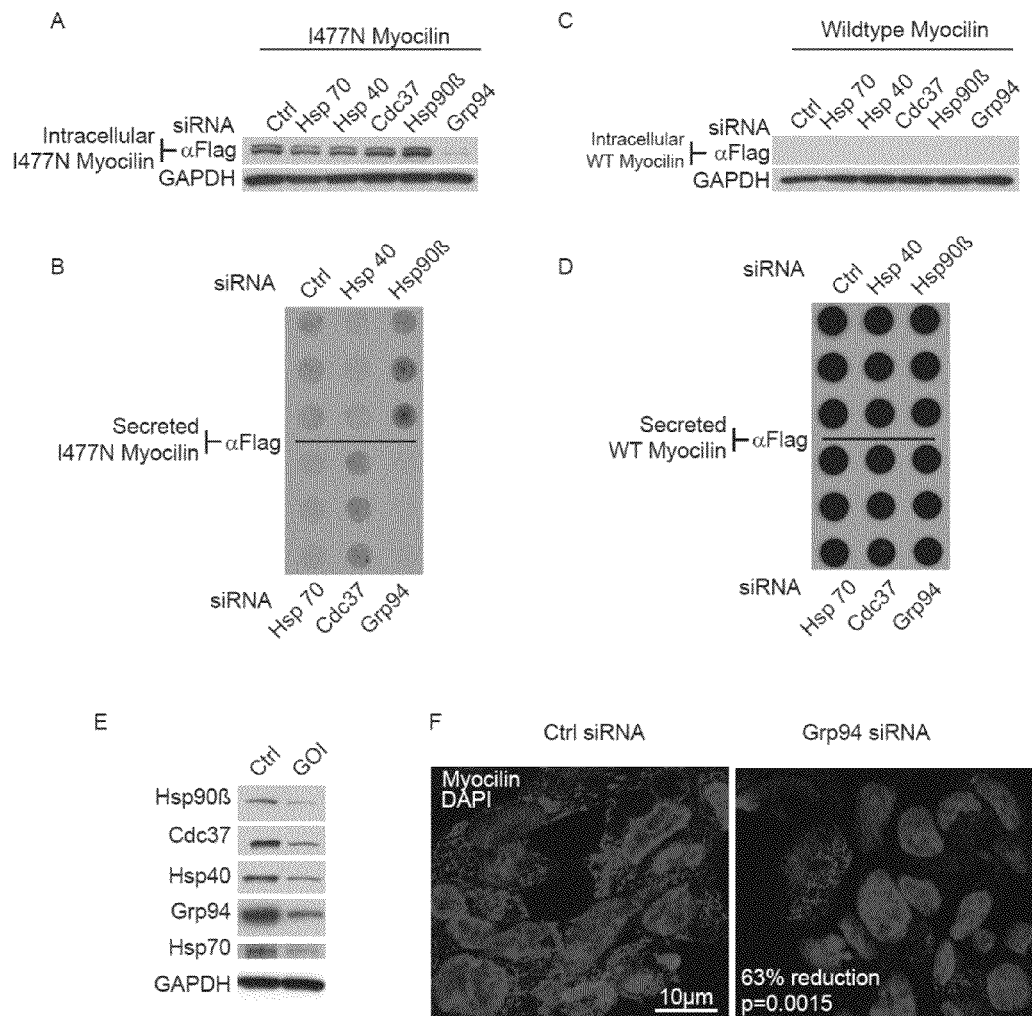 A
I477N Myocilin
siRNA
Ctrl
Hsp 70
Hsp 40
Cdc37
Hsp90ß
Grp94
Intracellular
I477N Myocilin
αFlag
GAPDH
C
Wildtype Myocilin
siRNA
Ctrl
Hsp 70
Hsp 40
Cdc37
Hsp90ß
Grp94
Intracellular
WT Myocilin
αFlag
GAPDH
B
siRNA
Ctrl
Hsp 40
Hsp90ß
Secreted
I477N Myocilin
αFlag
siRNA
Hsp 70
Cdc37
Grp94
D
siRNA
Ctrl
Hsp 40
Hsp90ß
Secreted
WT Myocilin
αFlag
siRNA
Hsp 70
Cdc37
Grp94
E
Ctrl
GOI
Hsp90ß
Cdc37
Hsp40
Grp94
Hsp70
GAPDH
F
Ctrl siRNA
Grp94 siRNA
Myocilin
DAPI
10µm
63% reduction
p=0.0015